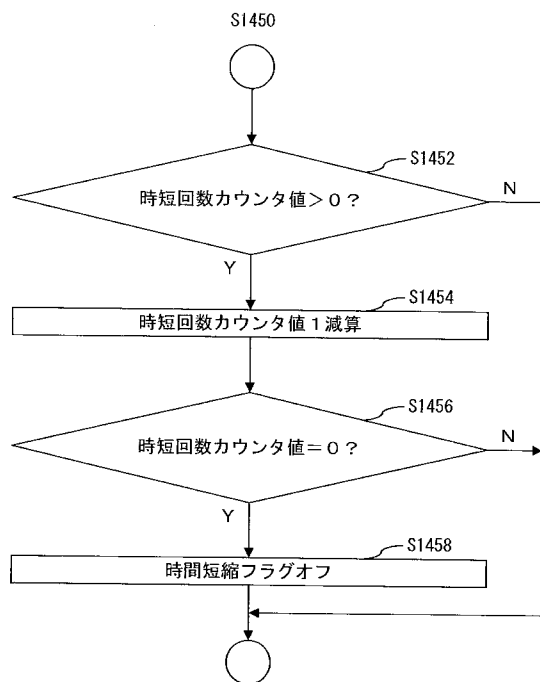 S1450
S1452
時短回数カウンタ値＞０？
N
Y
S1454
時短回数カウンタ値１減算
S1456
時短回数カウンタ値＝０？
N
Y
S1458
時間短縮フラグオフ